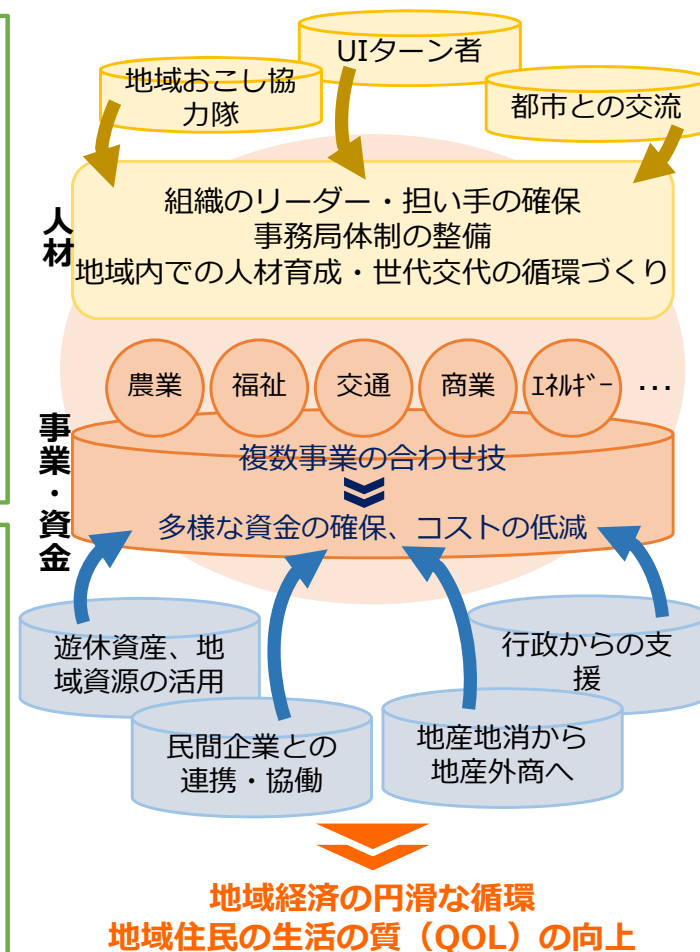 UIターン者
地域おこし協
力隊
都市との交流
人材
組織のリーダー・担い手の確保
事務局体制の整備
地域内での人材育成・世代交代の循環づくり
農業
福祉
交通
商業
ｴﾈﾙｷﾞｰ
…
事業・資金
複数事業の合わせ技
多様な資金の確保、コストの低減
遊休資産、地
域資源の活用
行政からの支
援
民間企業との
連携・協働
地産地消から
地産外商へ
地域経済の円滑な循環
地域住民の生活の質（QOL）の向上